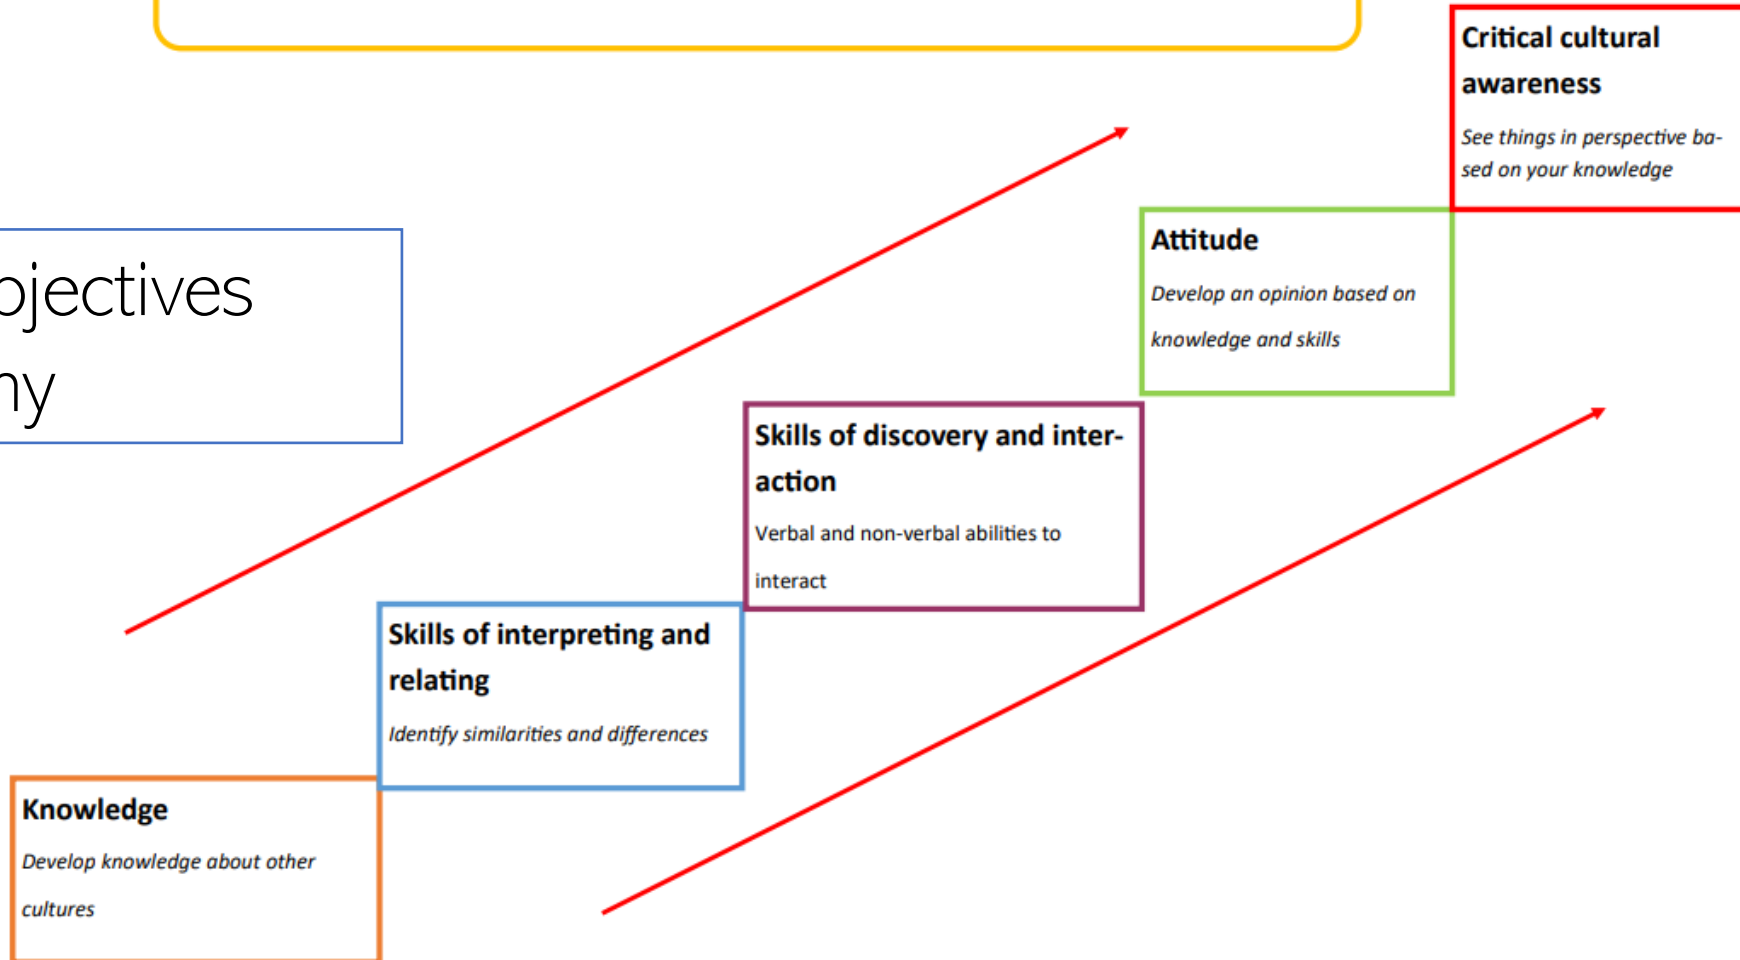 Critical cultural
awareness
See things in perspective ba-
sed on your knowledge
Attitude
Develop an opinion based on
knowledge and skills
bjectives
ny
Skills of discovery and inter-
action
Verbal and non-verbal abilities to
interact
Skills of interpreting and
relating
Identify similarities and differences
Knowledge
Develop knowledge about other
cultures